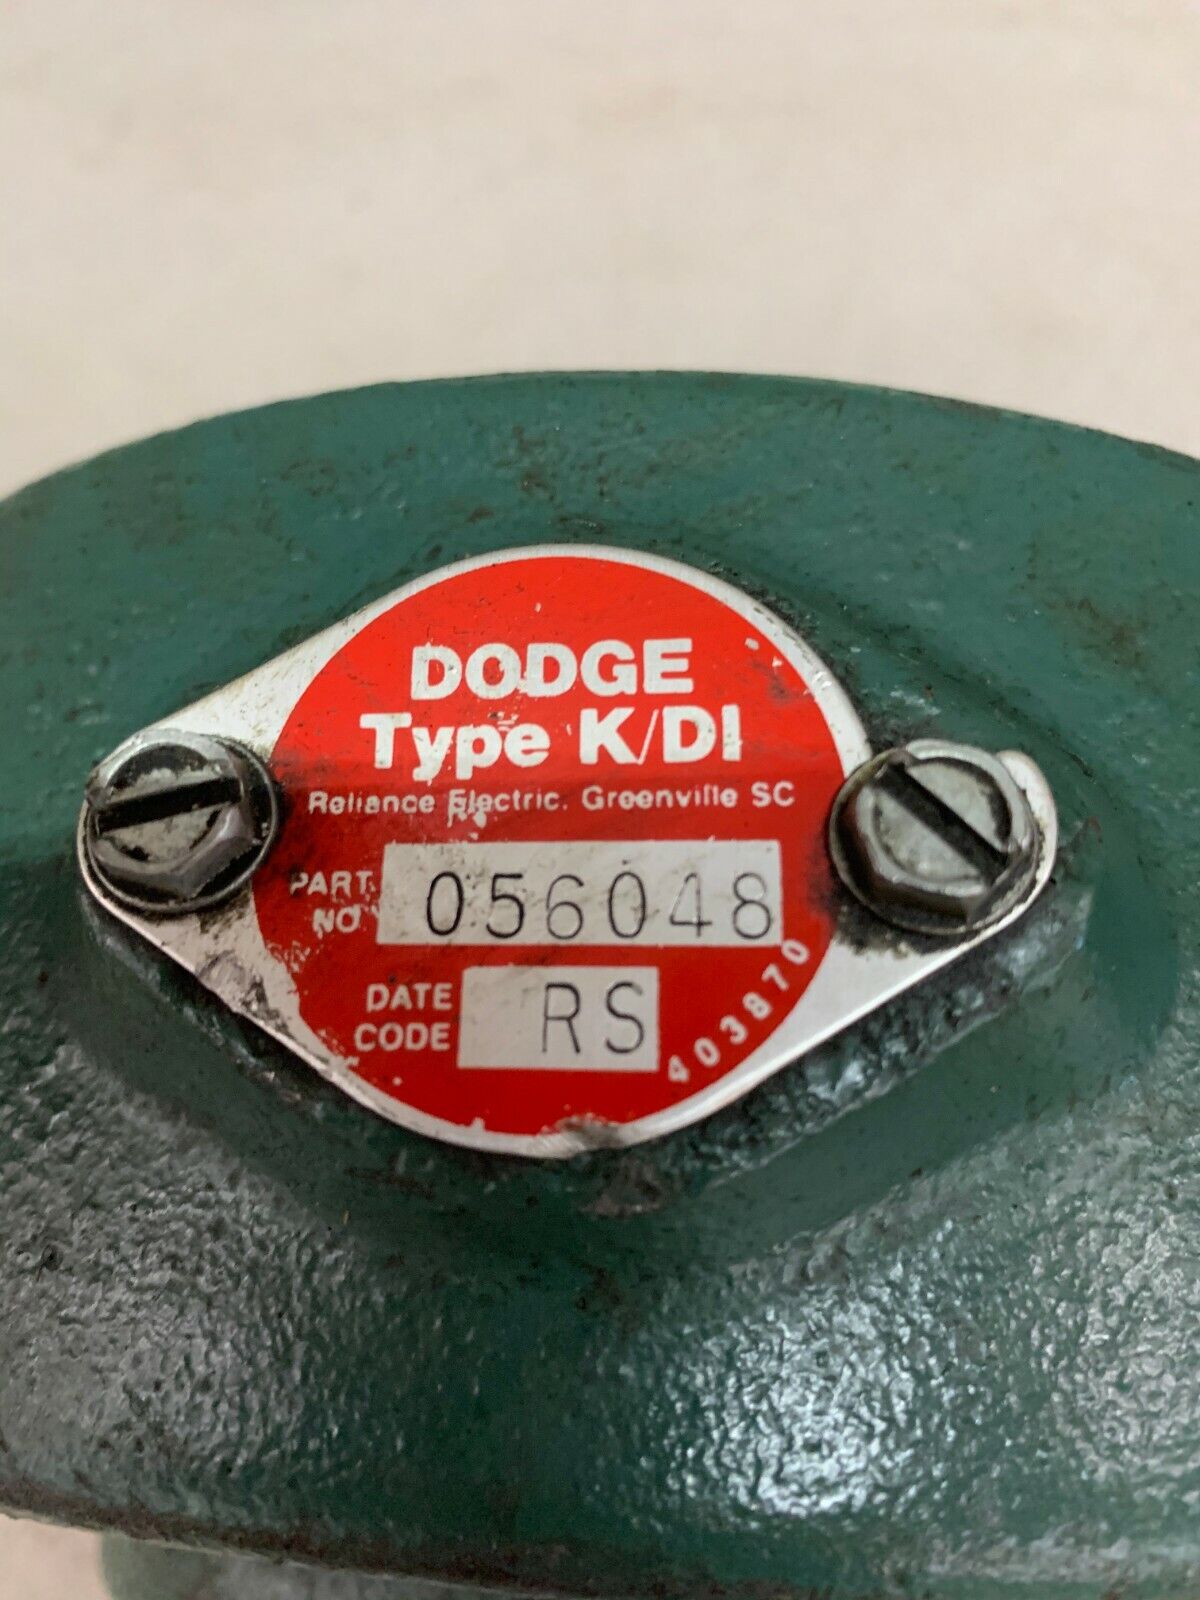 DODGE
Type K/DI
Reliance Electric. Greenville SC
PART NO 056048
DATE CODE RS
403870